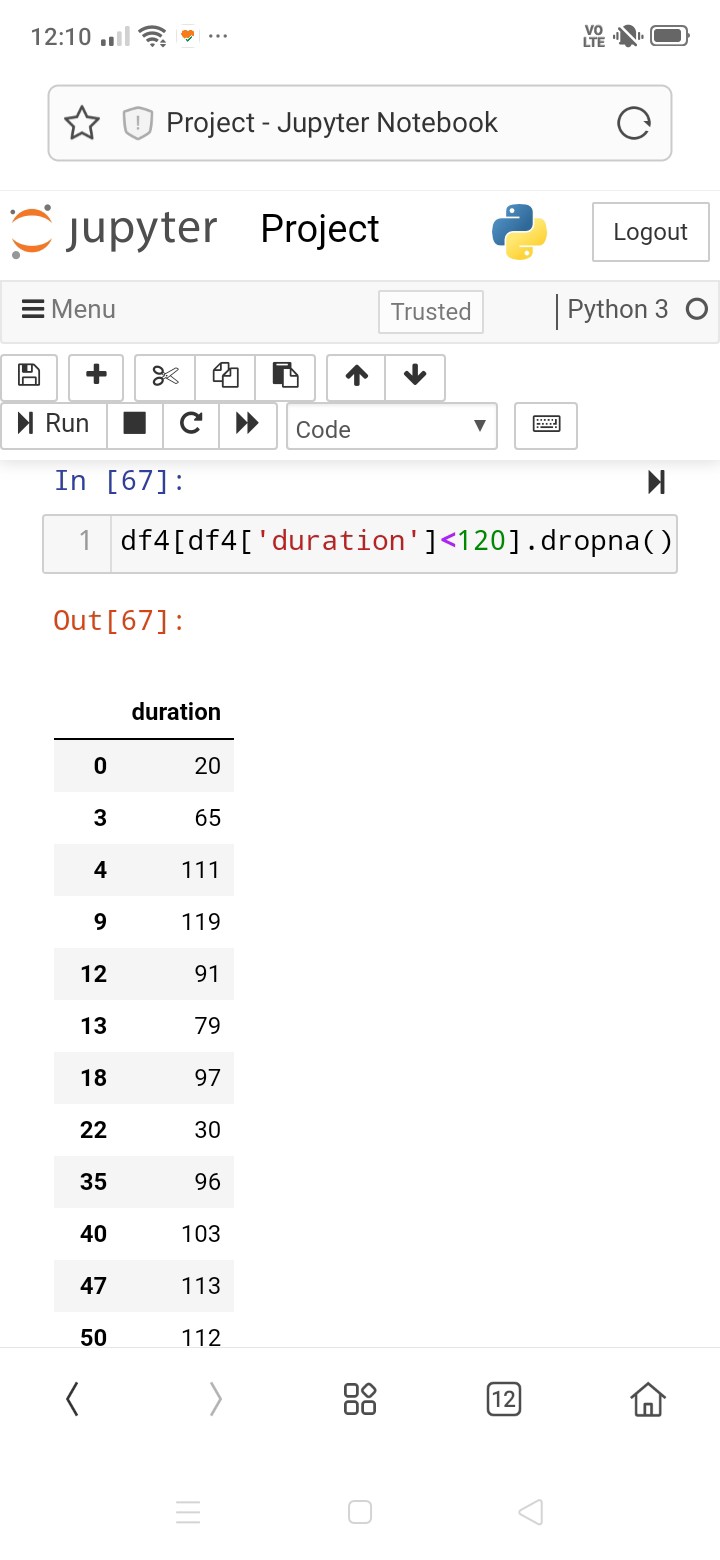 12:10 VO LTE
Project - Jupyter Notebook
jupyter Project Logout
Menu Trusted Python 3
Run Code
In [67]:
1 df4[df4['duration']<120].dropna()
Out[67]:
duration
0 20
3 65
4 111
9 119
12 91
13 79
18 97
22 30
35 96
40 103
47 113
50 112
12